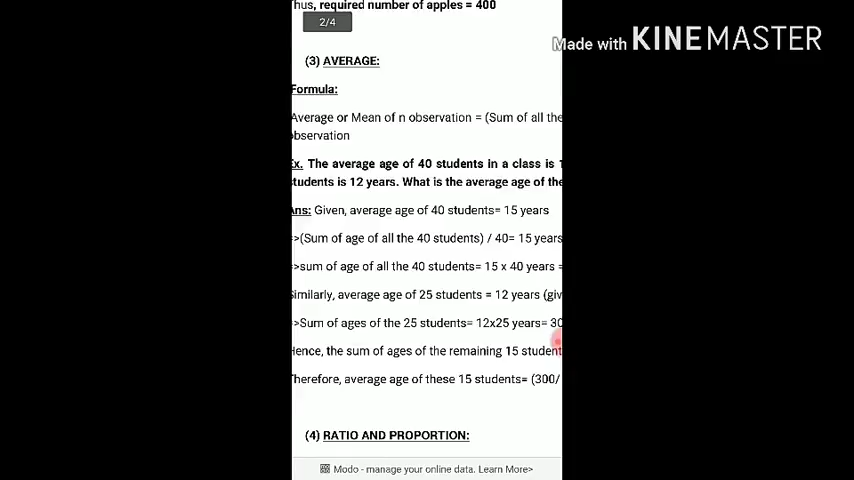 Thus, required number of apples = 400
2/4
Made with KINEMASTER
(3) AVERAGE:
Formula:
Average or Mean of n observation = (Sum of all the
observation
Ex. The average age of 40 students in a class is 1
students is 12 years. What is the average age of the
Ans: Given, average age of 40 students= 15 years
=>(Sum of age of all the 40 students) / 40= 15 years
=>sum of age of all the 40 students= 15 x 40 years =
Similarly, average age of 25 students = 12 years (giv
=>Sum of ages of the 25 students= 12x25 years= 30
Hence, the sum of ages of the remaining 15 student
Therefore, average age of these 15 students= (300/
(4) RATIO AND PROPORTION:
Modo - manage your online data. Learn More>